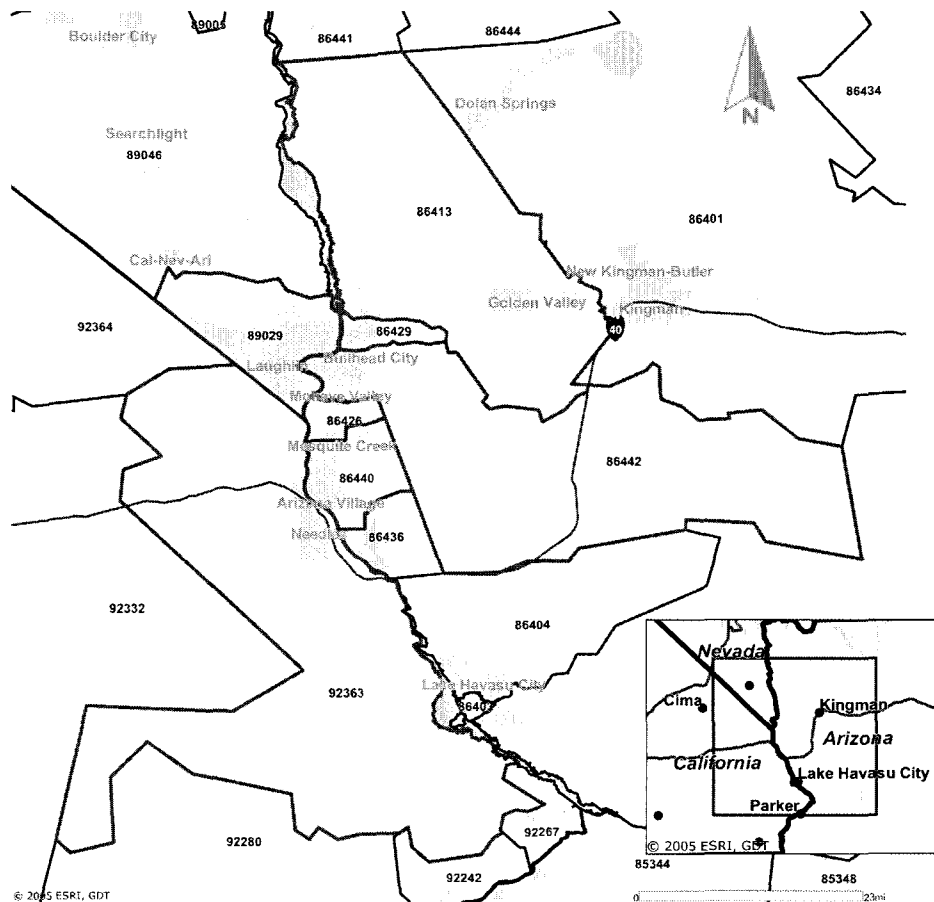 89005
Boulder City
86441
86444
86434
Dolan Springs
N
Searchlight
89046
86413
86401
Cal-Nev-Ari
New Kingman-Butler
Golden Valley
Kingman
92364
89029
86429
40
Laughlin
Bullhead City
Mohave Valley
86426
Mesquite Creek
86442
86440
Arizona Village
Needles
86436
92332
86404
92363
Lake Havasu City
Nevada
Cima
Kingman
Arizona
California
Lake Havasu City
Parker
© 2005 ESRI, GDT
92280
92267
92242
85344
85348
© 2005 ESRI, GDT
0
23mi